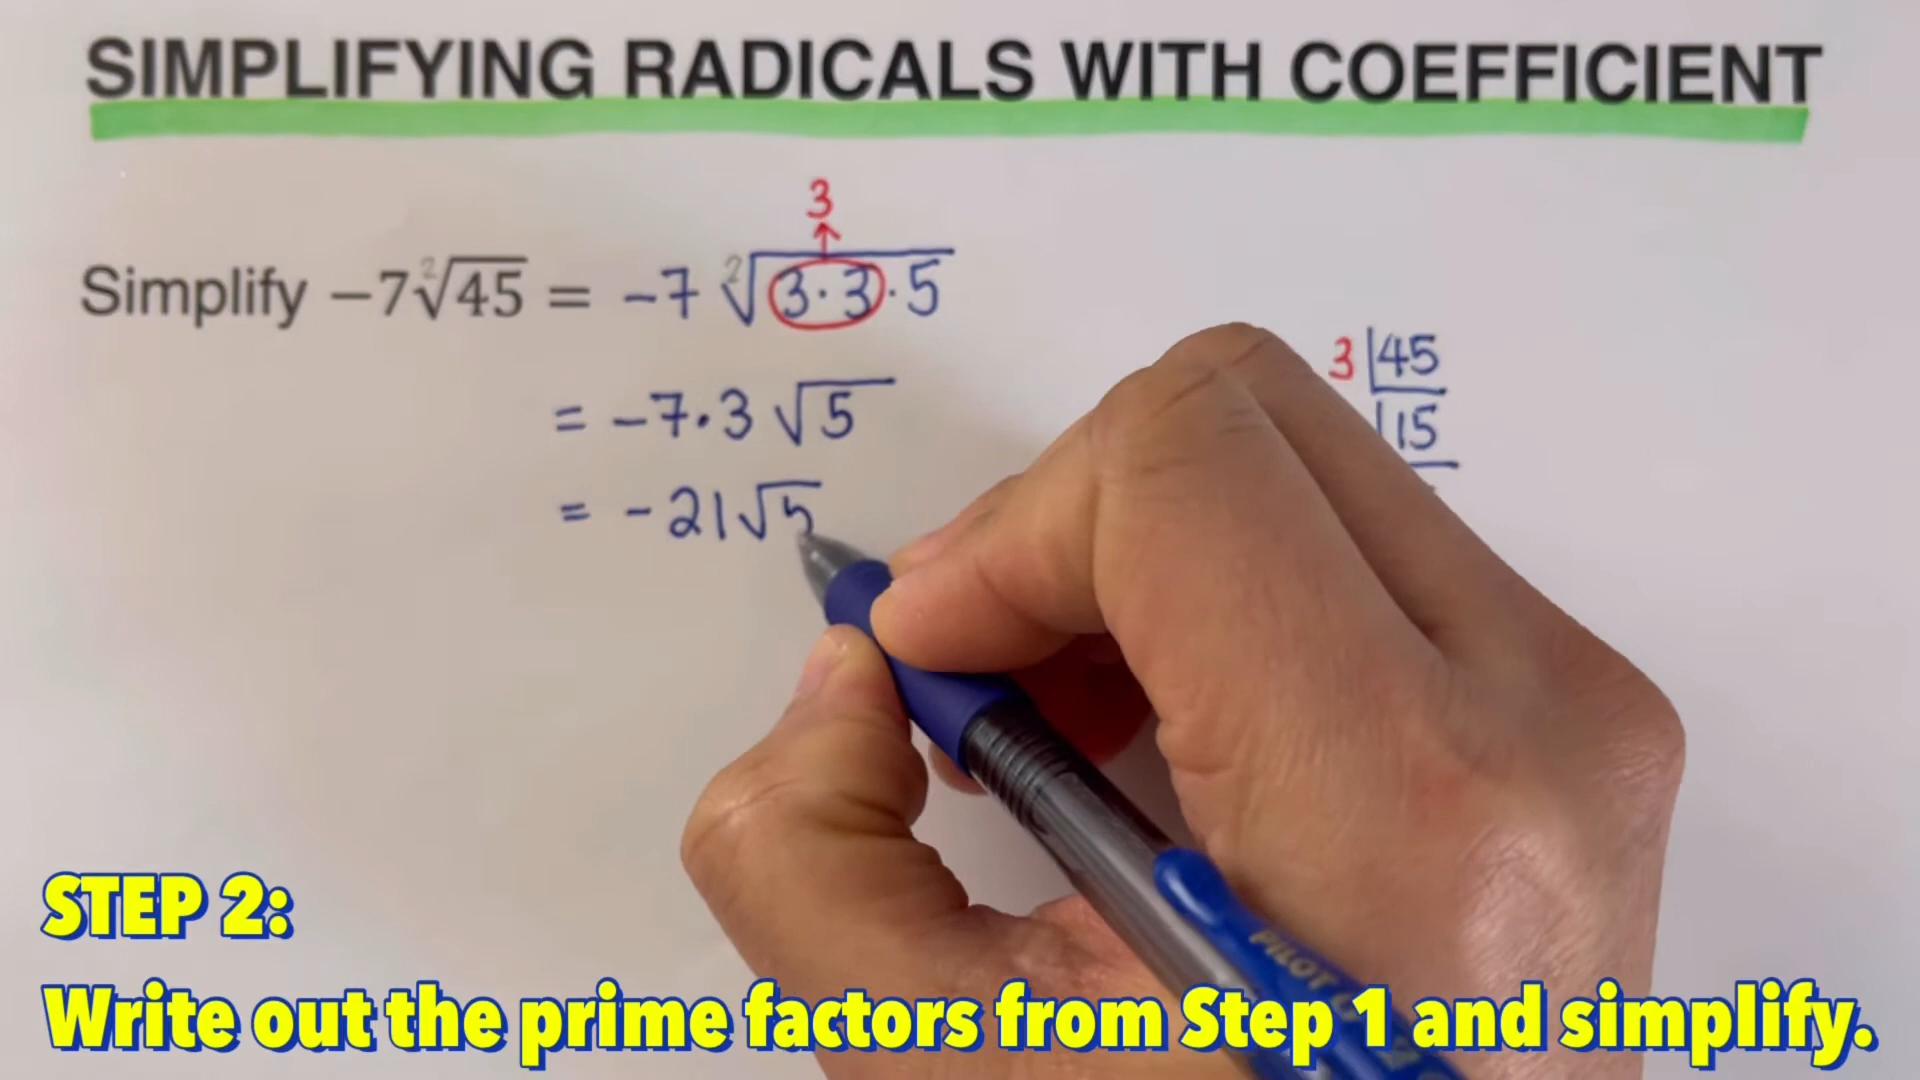 SIMPLIFYING RADICALS WITH COEFFICIENT
3
Simplify −7²√45 = -7 ²√3·3·5
3 45
= -7·3 √5
15
= -21√5
PILOT
STEP 2:
Write out the prime factors from Step 1 and simplify.